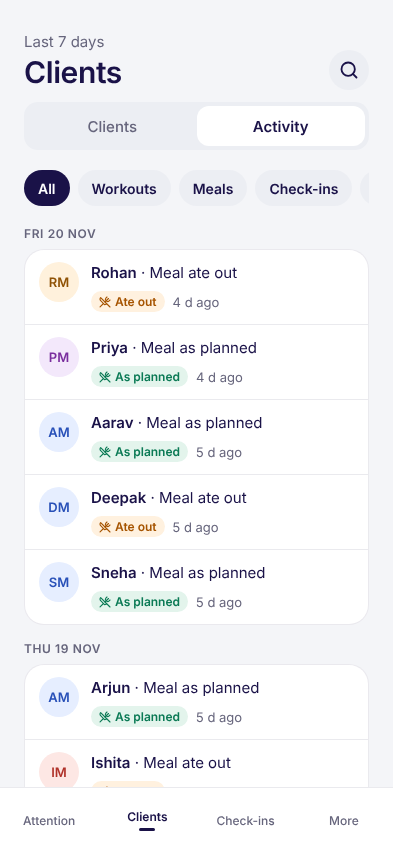 Last 7 days
Clients
Clients
Activity
All
Workouts
Meals
Check-ins
FRI 20 NOV
RM
Rohan · Meal ate out
Ate out
4 d ago
PM
Priya · Meal as planned
As planned
4 d ago
AM
Aarav · Meal as planned
As planned
5 d ago
DM
Deepak · Meal ate out
Ate out
5 d ago
SM
Sneha · Meal as planned
As planned
5 d ago
THU 19 NOV
AM
Arjun · Meal as planned
As planned
5 d ago
IM
Ishita · Meal ate out
Attention
Clients
Check-ins
More